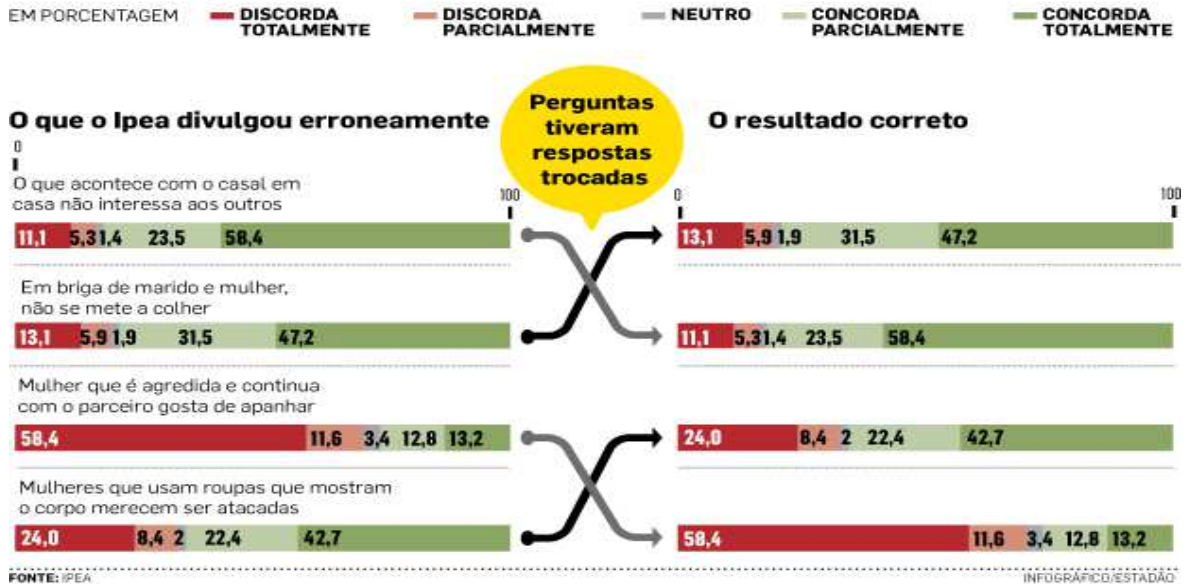 EM PORCENTAGEM
DISCORDA TOTALMENTE
DISCORDA PARCIALMENTE
NEUTRO
CONCORDA PARCIALMENTE
CONCORDA TOTALMENTE
Perguntas
tiveram
respostas
trocadas
O que o Ipea divulgou erroneamente
0
100
O que acontece com o casal em
casa não interessa aos outros
11,1 5,3 1,4 23,5 58,4
Em briga de marido e mulher,
não se mete a colher
13,1 5,9 1,9 31,5 47,2
Mulher que é agredida e continua
com o parceiro gosta de apanhar
58,4 11,6 3,4 12,8 13,2
Mulheres que usam roupas que mostram
o corpo merecem ser atacadas
24,0 8,4 2 22,4 42,7
O resultado correto
0 100
13,1 5,9 1,9 31,5 47,2
11,1 5,3 1,4 23,5 58,4
24,0 8,4 2 22,4 42,7
58,4 11,6 3,4 12,8 13,2
FONTE: IPEA
INFOGRÁFICO/ESTADÃO